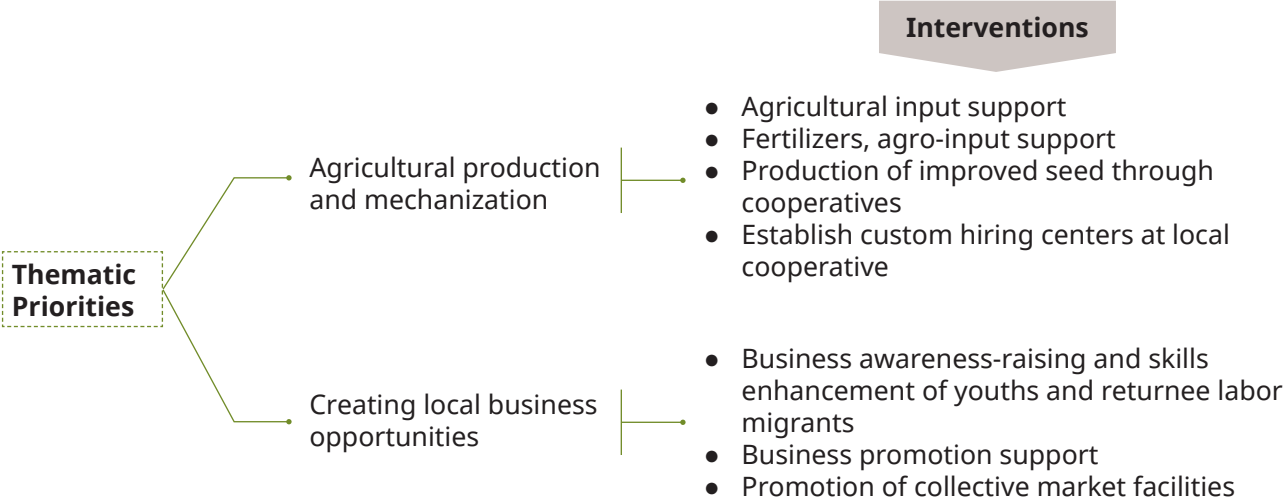 Interventions
Thematic
Priorities
Agricultural production
and mechanization
● Agricultural input support
● Fertilizers, agro-input support
● Production of improved seed through
cooperatives
● Establish custom hiring centers at local
cooperative
Creating local business
opportunities
● Business awareness-raising and skills
enhancement of youths and returnee labor
migrants
● Business promotion support
● Promotion of collective market facilities